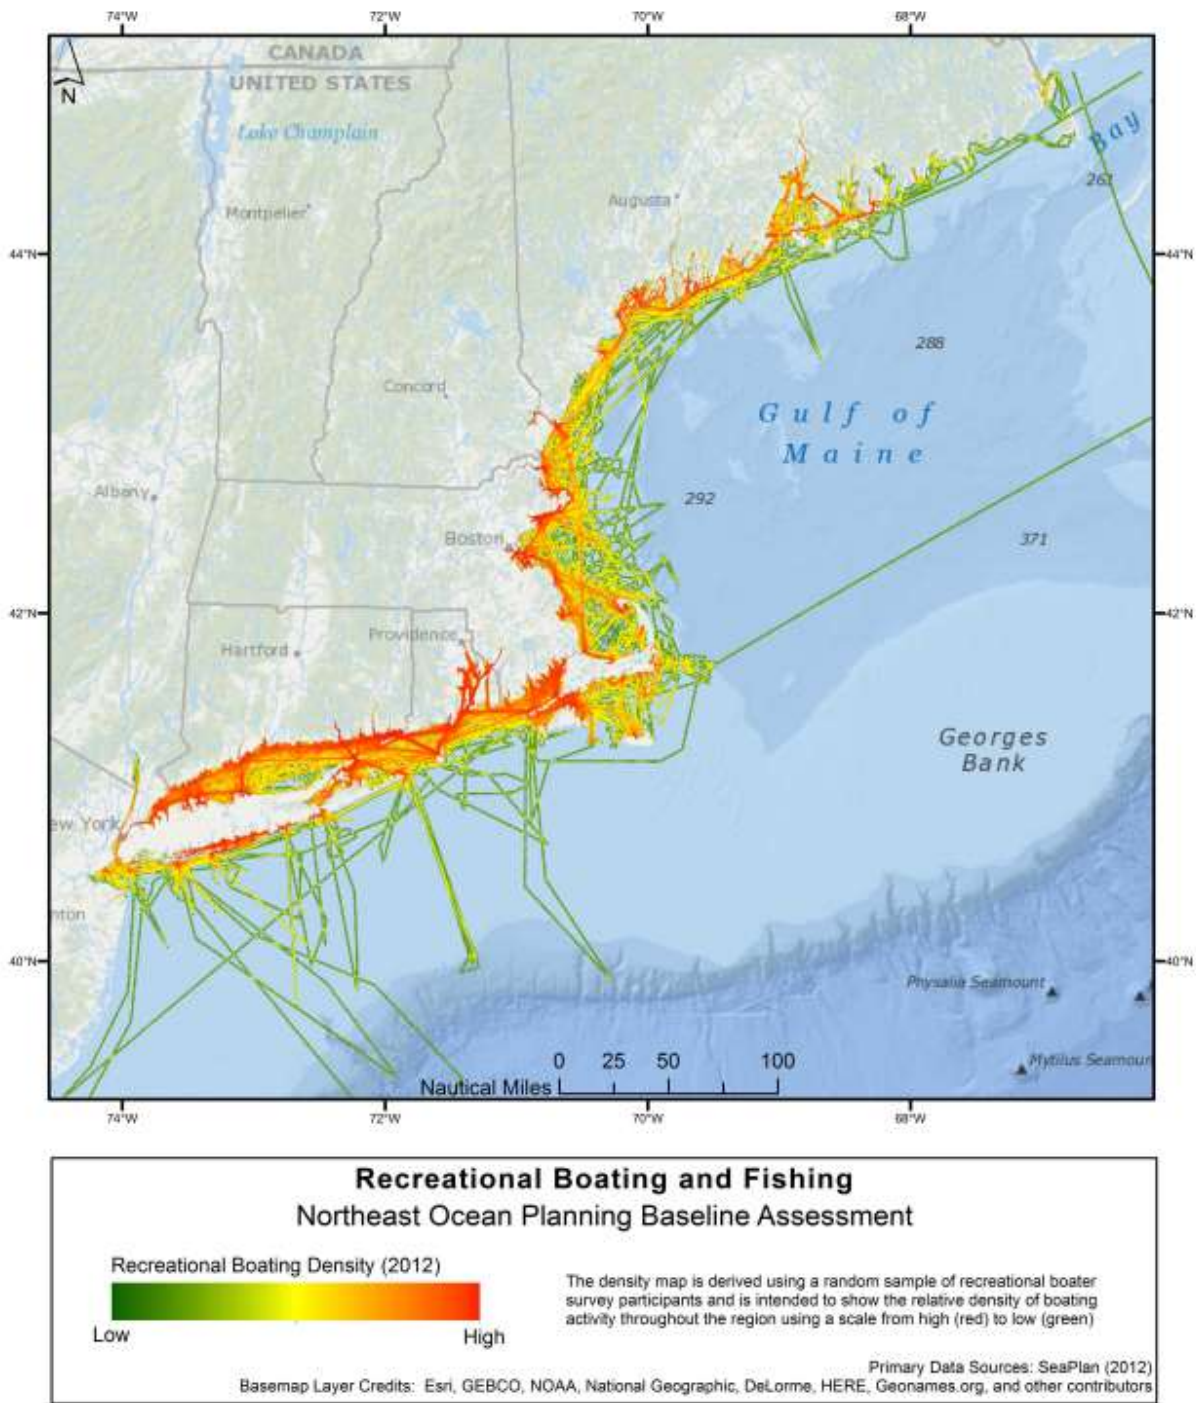 74°W 72°W 70°W 68°W
CANADA
UNITED STATES
N
Lake Champlain
Bay
261
Augusta
Montpelier
44°N 44°N
288
Concord
Gulf of
Maine
Albany
292
Boston
371
42°N 42°N
Providence
Hartford
Georges
Bank
ew York
nton
40°N 40°N
Physalia Seamount
Mytilus Seamoun
0 25 50 100
Nautical Miles
74°W 72°W 70°W 68°W
Recreational Boating and Fishing
Northeast Ocean Planning Baseline Assessment
Recreational Boating Density (2012)
Low High
The density map is derived using a random sample of recreational boater
survey participants and is intended to show the relative density of boating
activity throughout the region using a scale from high (red) to low (green)
Primary Data Sources: SeaPlan (2012)
Basemap Layer Credits: Esri, GEBCO, NOAA, National Geographic, DeLorme, HERE, Geonames.org, and other contributors